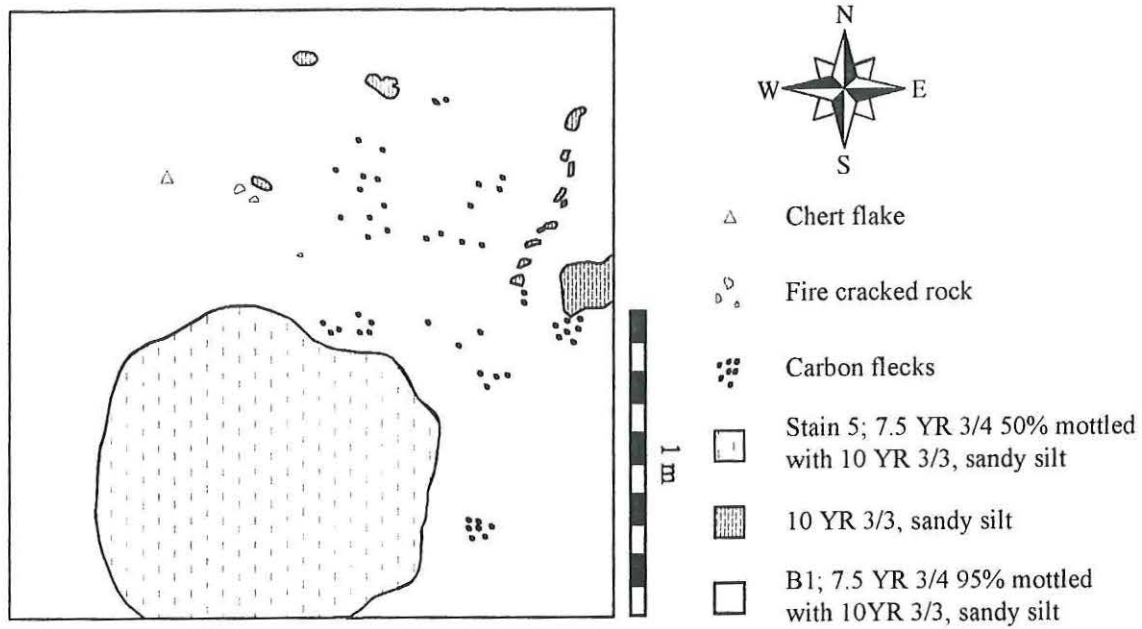 N
W E
S
Chert flake
Fire cracked rock
Carbon flecks
Stain 5; 7.5 YR 3/4 50% mottled
with 10 YR 3/3, sandy silt
10 YR 3/3, sandy silt
B1; 7.5 YR 3/4 95% mottled
with 10YR 3/3, sandy silt
1 m